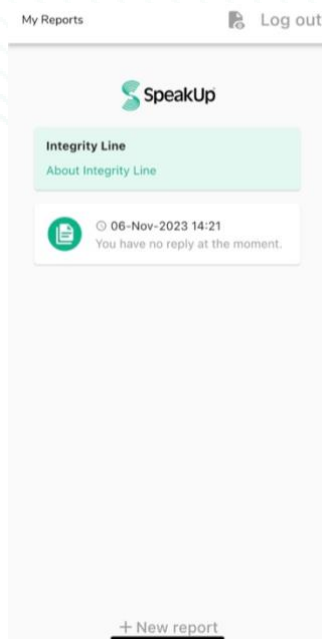 My Reports
Log out
SpeakUp
Integrity Line
About Integrity Line
06-Nov-2023 14:21
You have no reply at the moment.
+ New report